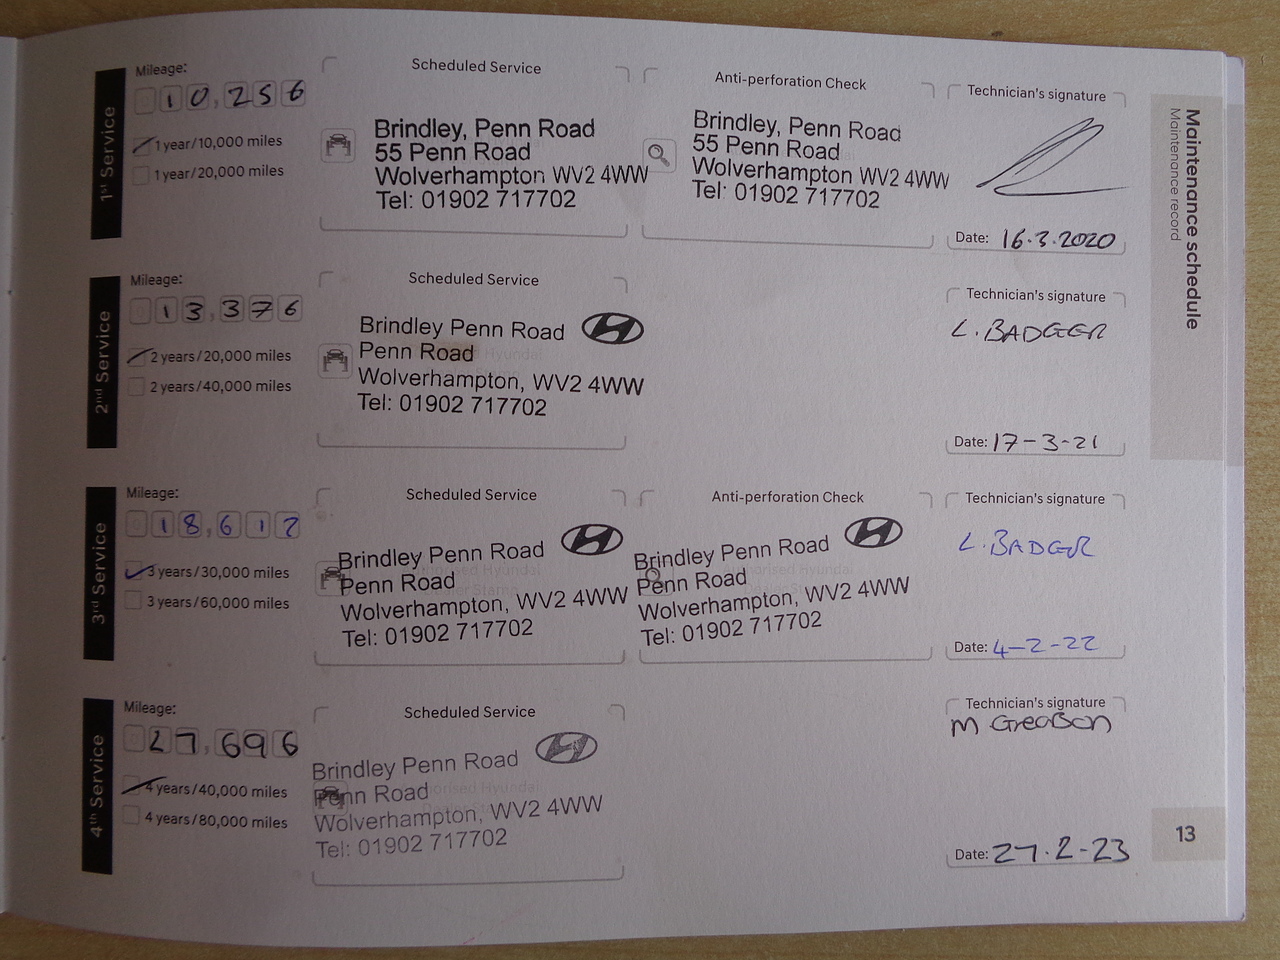 Maintenance schedule
Maintenance record
1st Service
Mileage:
10,256
1 year/10,000 miles
1 year/20,000 miles
Scheduled Service
Brindley, Penn Road
55 Penn Road
Wolverhampton WV2 4WW
Tel: 01902 717702
Anti-perforation Check
Brindley, Penn Road
55 Penn Road
Wolverhampton WV2 4WW
Tel: 01902 717702
Technician's signature
Date: 16.3.2020
2nd Service
Mileage:
13,376
2 years/20,000 miles
2 years/40,000 miles
Scheduled Service
Brindley Penn Road
Penn Road
Wolverhampton, WV2 4WW
Tel: 01902 717702
Technician's signature
L. BADGER
Date: 17-3-21
3rd Service
Mileage:
18,612
3 years/30,000 miles
3 years/60,000 miles
Scheduled Service
Brindley Penn Road
Penn Road
Wolverhampton, WV2 4WW
Tel: 01902 717702
Anti-perforation Check
Brindley Penn Road
Penn Road
Wolverhampton, WV2 4WW
Tel: 01902 717702
Technician's signature
L. BADGER
Date: 4-2-22
4th Service
Mileage:
27,696
4 years/40,000 miles
4 years/80,000 miles
Scheduled Service
Brindley Penn Road
Penn Road
Wolverhampton, WV2 4WW
Tel: 01902 717702
Technician's signature
M
Date: 27.2-23
13